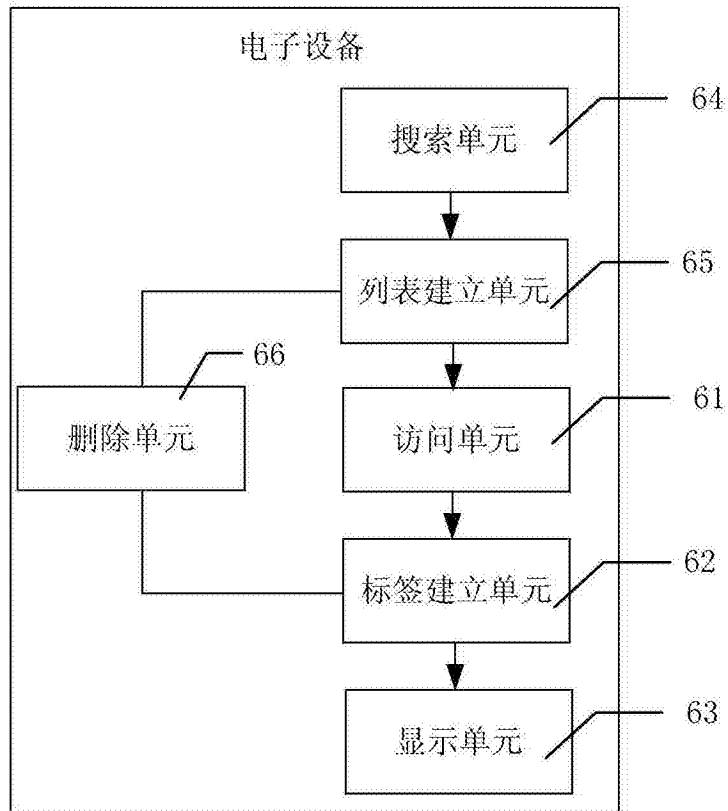 电子设备
64
搜索单元
65
列表建立单元
66
61
删除单元
访问单元
62
标签建立单元
63
显示单元